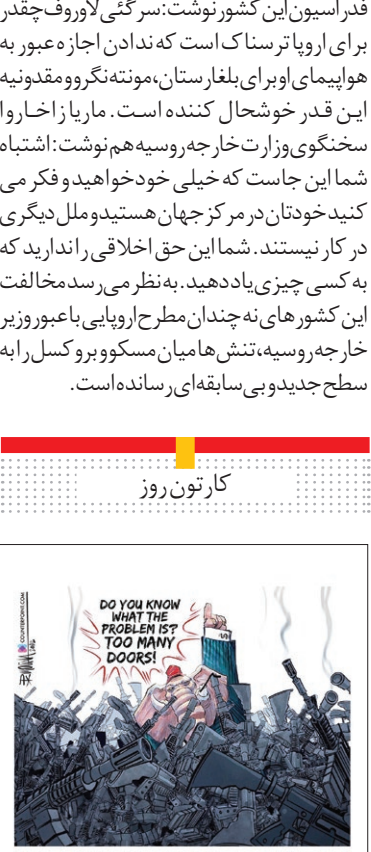 فدراسیون این کشور نوشت: سرگئی لاوروف چقدر
برای اروپا ترسناک است که ندادن اجازه عبور به
هواپیمای او برای بلغارستان، مونته‌نگرو و مقدونیه
این قدر خوشحال کننده است. ماریا زاخاروا
سخنگوی وزارت خارجه روسیه هم نوشت: اشتباه
شما این جاست که خیلی خودخواهید و فکر می
کنید خودتان در مرکز جهان هستید و ملل دیگری
در کار نیستند. شما این حق اخلاقی را ندارید که
به کسی چیزی یاد دهید. به نظر می‌رسد مخالفت
این کشورهای نه چندان مطرح اروپایی با عبور وزیر
خارجه روسیه، تنش‌ها میان مسکو و بروکسل را به
سطح جدید و بی سابقه‌ای رسانده است.
کارتون روز
DO YOU KNOW
WHAT THE
PROBLEM IS?
TOO MANY
DOORS!
COUNTERPOINT.COM